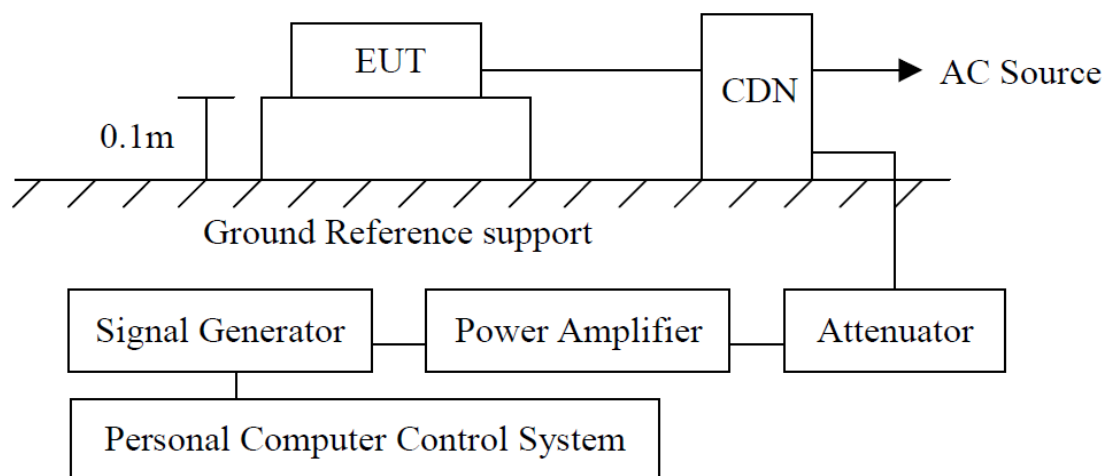 EUT
CDN
AC Source
0.1m
Ground Reference support
Signal Generator
Power Amplifier
Attenuator
Personal Computer Control System